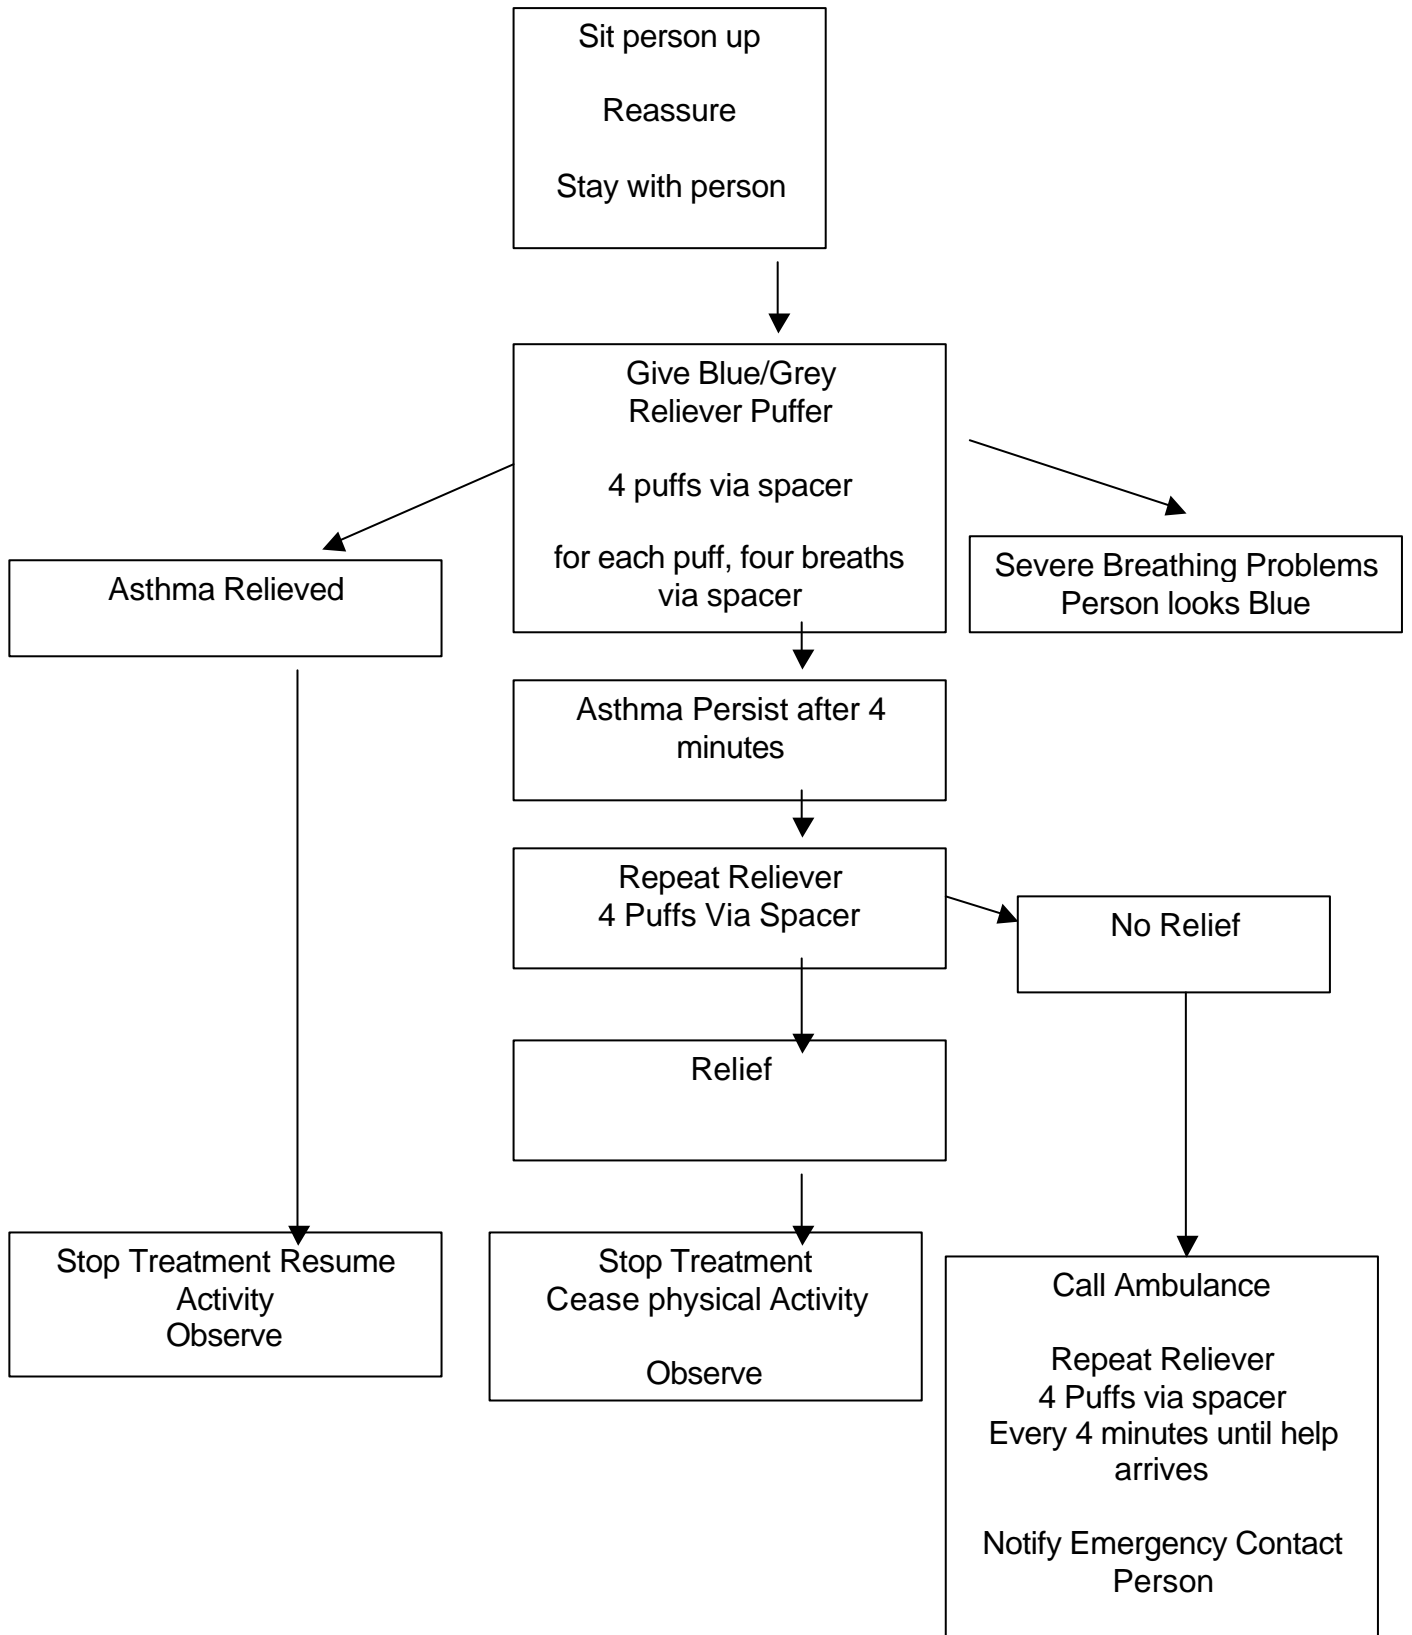 Sit person up
Reassure
Stay with person
Give Blue/Grey
Reliever Puffer
4 puffs via spacer
for each puff, four breaths
via spacer
Asthma Relieved
Severe Breathing Problems
Person looks Blue
Asthma Persist after 4
minutes
Repeat Reliever
4 Puffs Via Spacer
No Relief
Relief
Stop Treatment Resume
Activity
Observe
Stop Treatment
Cease physical Activity
Observe
Call Ambulance
Repeat Reliever
4 Puffs via spacer
Every 4 minutes until help
arrives
Notify Emergency Contact
Person